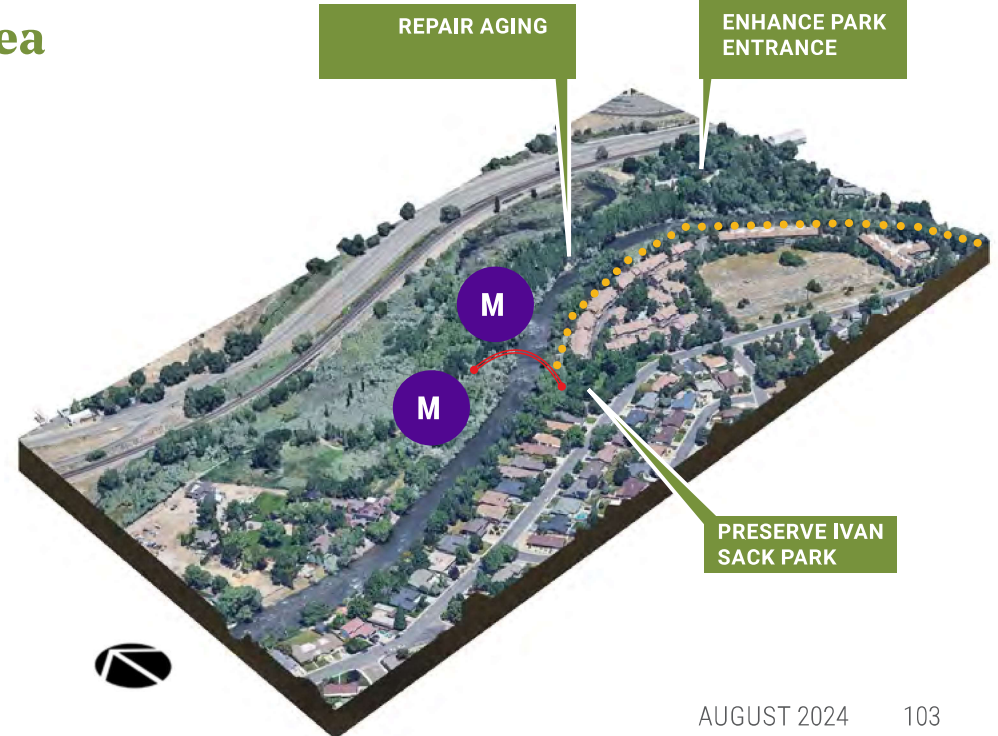 ea
REPAIR AGING
ENHANCE PARK
ENTRANCE
M
M
PRESERVE IVAN
SACK PARK
AUGUST 2024 103